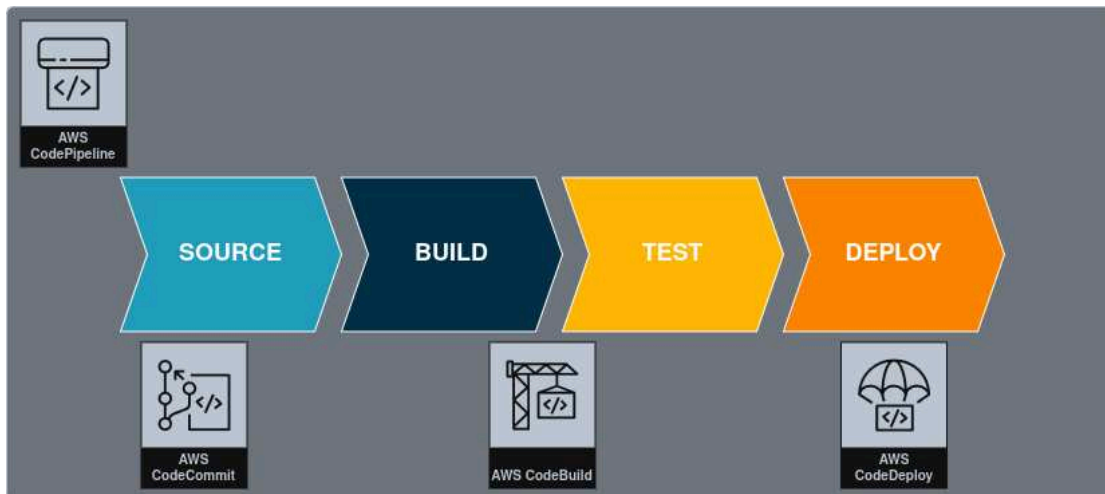 </>
AWS
CodePipeline
SOURCE
BUILD
TEST
DEPLOY
</>
</>
</>
AWS
CodeCommit
AWS CodeBuild
AWS
CodeDeploy